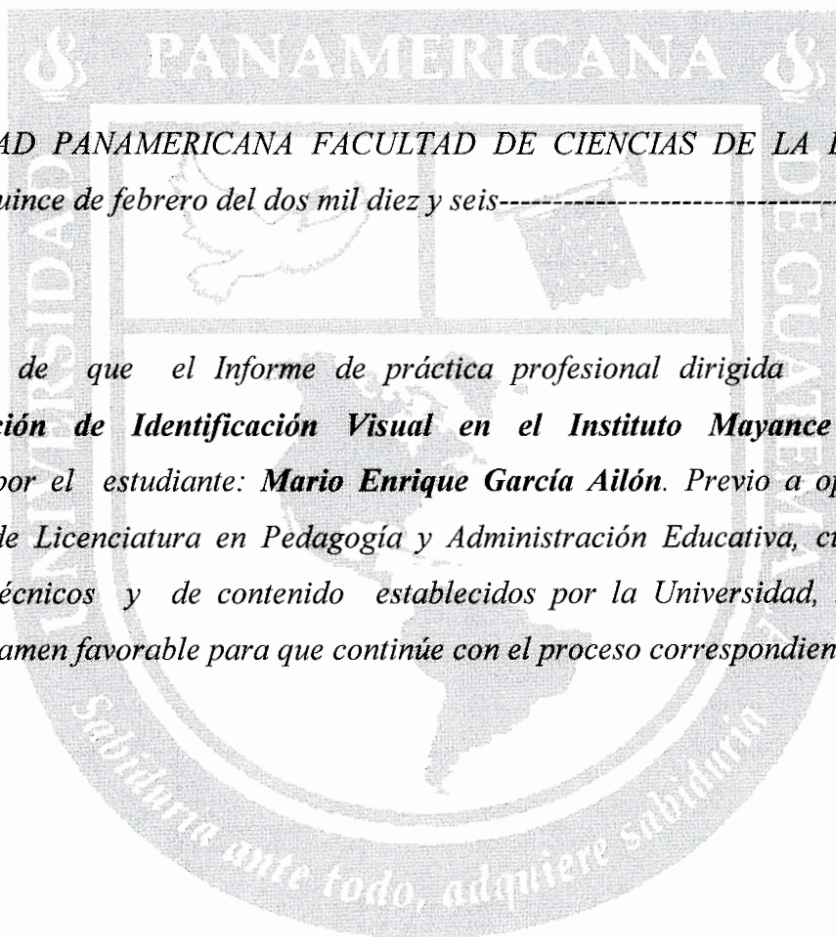 PANAMERICANA
UNIVERSIDAD
DE GUATEMALA
AD PANAMERICANA FACULTAD DE CIENCIAS DE LA
uince de febrero del dos mil diez y seis--------------------------------
de que el Informe de práctica profesional dirigida
ción de Identificación Visual en el Instituto Mayance
por el estudiante: Mario Enrique García Ailón. Previo a op
de Licenciatura en Pedagogía y Administración Educativa, cu
écnicos y de contenido establecidos por la Universidad,
amen favorable para que continúe con el proceso correspondien
Sabiduría ante todo, adquiere sabiduría